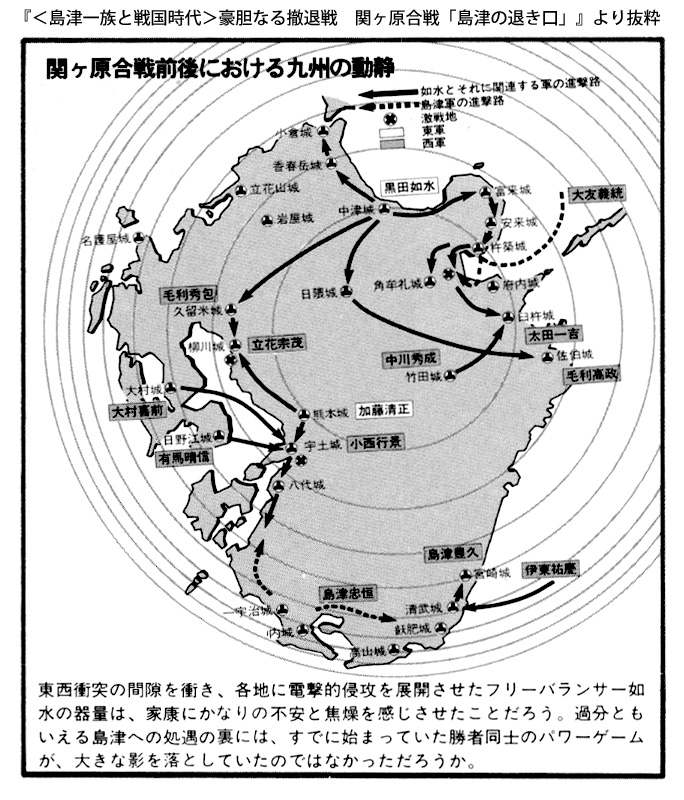 『<島津一族と戦国時代>豪胆なる撤退戦　関ヶ原合戦「島津の退き口」』より抜粋
関ヶ原合戦前後における九州の動静
如水とそれに関連する軍の進撃路
島津軍の進撃路
激戦地
東軍
西軍
小倉城
香春岳城
立花山城
黒田如水
富来城
大友義統
岩屋城
中津城
安来城
名護屋城
杵築城
毛利秀包
日隈城
角牟礼城
府内城
久留米城
臼杵城
柳川城
立花宗茂
太田一吉
中川秀成
佐伯城
竹田城
毛利高政
大村城
大村喜前
熊本城
加藤清正
日野江城
宇土城
小西行景
有馬晴信
八代城
島津豊久
宮崎城
伊東祐慶
島津忠恒
一宇治城
清武城
内城
飫肥城
高山城
東西衝突の間隙を衝き、各地に電撃的侵攻を展開させたフリーバランサー如
水の器量は、家康にかなりの不安と焦燥を感じさせたことだろう。過分とも
いえる島津への処遇の裏には、すでに始まっていた勝者同士のパワーゲーム
が、大きな影を落としていたのではなかっただろうか。